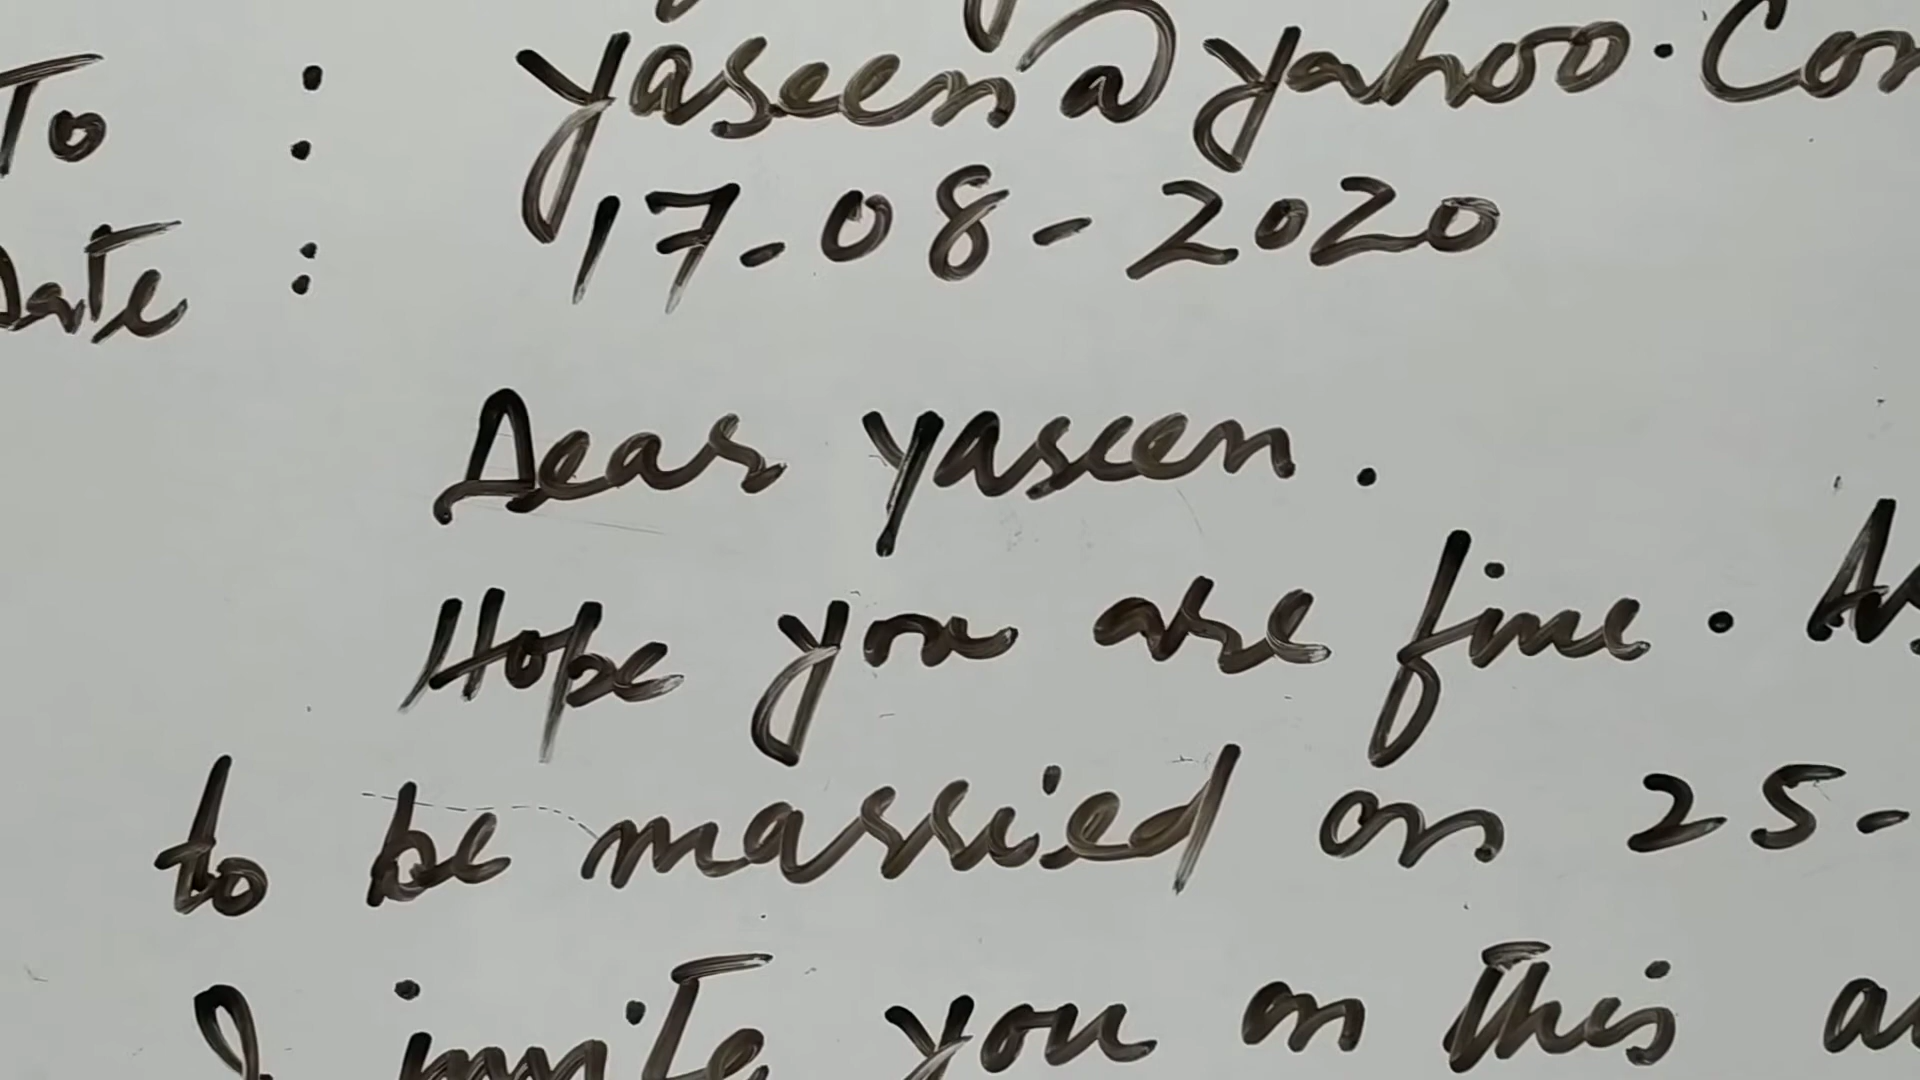 To : yaseen@yahoo.Com
Date : 17-08-2020
Dear yaseen.
Hope you are fine.
to be married on 25-
I invite you on this